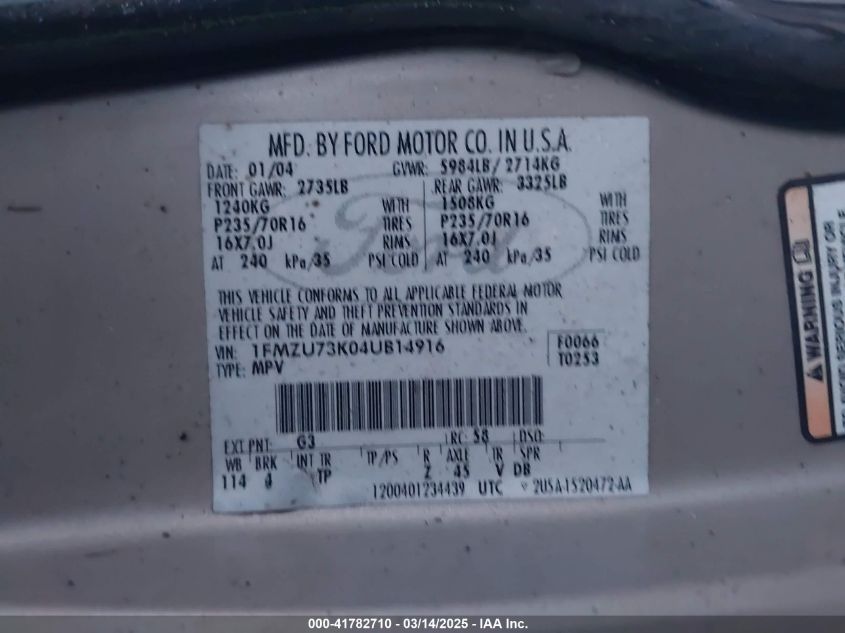 MFD. BY FORD MOTOR CO. IN U.S.A.
DATE: 01/04 GVWR: 5984LB/ 2714KG
FRONT GAWR: 2735LB REAR GAWR: 3325LB
1240KG WITH 1508KG WITH
P235/70R16 TIRES P235/70R16 TIRES
16X7.0J RIMS 16X7.0J RIMS
AT 240 kPa/35 PSI COLD AT 240 kPa/35 PSI COLD
Ford
THIS VEHICLE CONFORMS TO ALL APPLICABLE FEDERAL MOTOR
VEHICLE SAFETY AND THEFT PREVENTION STANDARDS IN
EFFECT ON THE DATE OF MANUFACTURE SHOWN ABOVE.
VIN: 1FMZU73K04UB14916 F0066
TYPE: MPV T0253
EXT PNT: G3 RC: 58 DSO:
WB BRK INT TR TP/PS R AXLE TR SPR
114 4 TP Z 45 V DB
1200401234439 UTC 2U5A-1520472-AA
WARNING
SERIOUS INJURY OR
000-41782710 - 03/14/2025 - IAA Inc.